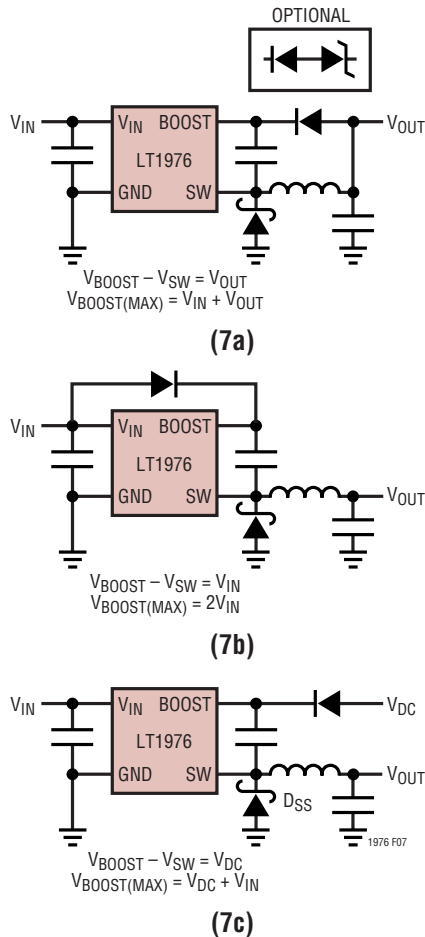 OPTIONAL
V_IN V_IN BOOST V_OUT
LT1976
GND SW
V_BOOST – V_SW = V_OUT
V_BOOST(MAX) = V_IN + V_OUT
(7a)
V_IN V_IN BOOST
LT1976
GND SW V_OUT
V_BOOST – V_SW = V_IN
V_BOOST(MAX) = 2V_IN
(7b)
V_IN V_IN BOOST V_DC
LT1976
GND SW V_OUT
D_SS
1976 F07
V_BOOST – V_SW = V_DC
V_BOOST(MAX) = V_DC + V_IN
(7c)